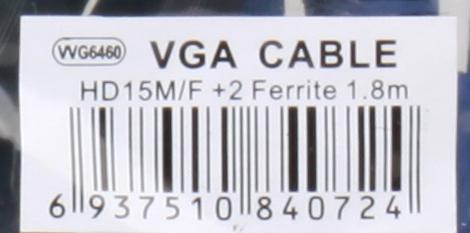 VVG6460 VGA CABLE
HD15M/F +2 Ferrite 1.8m
6 937510 840724